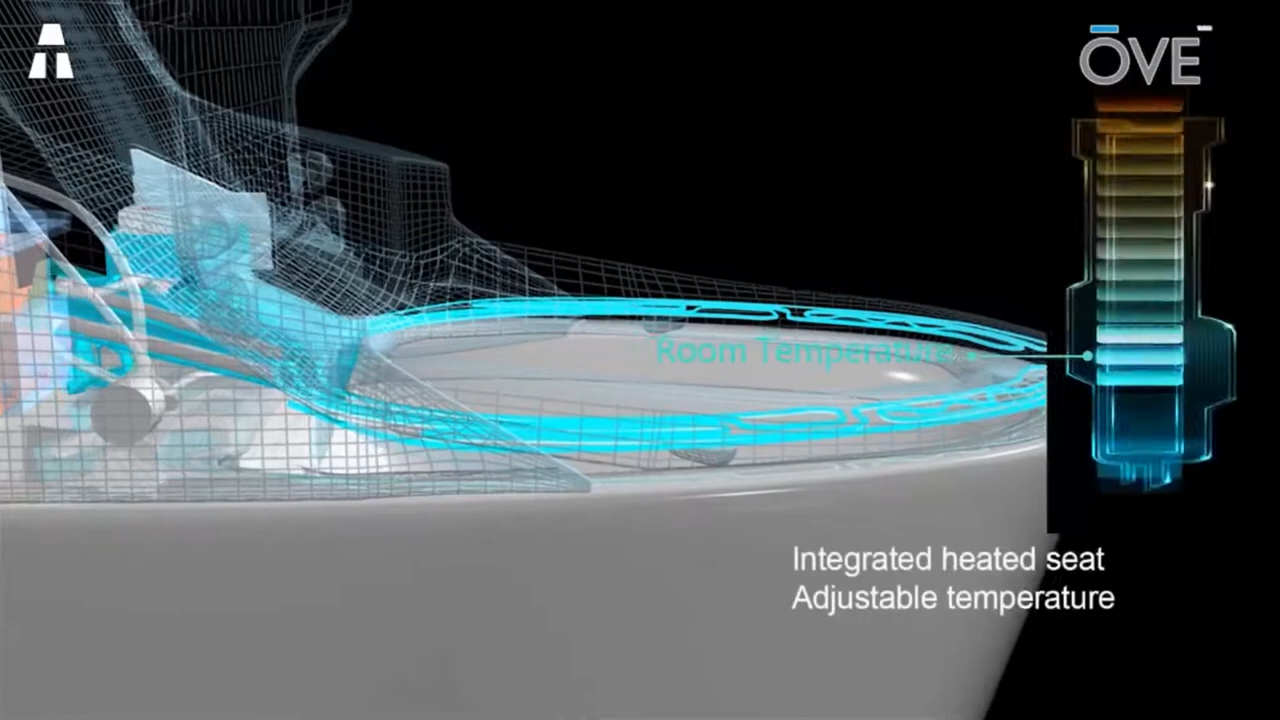 ŌVE
Room Temperature
Integrated heated seat
Adjustable temperature